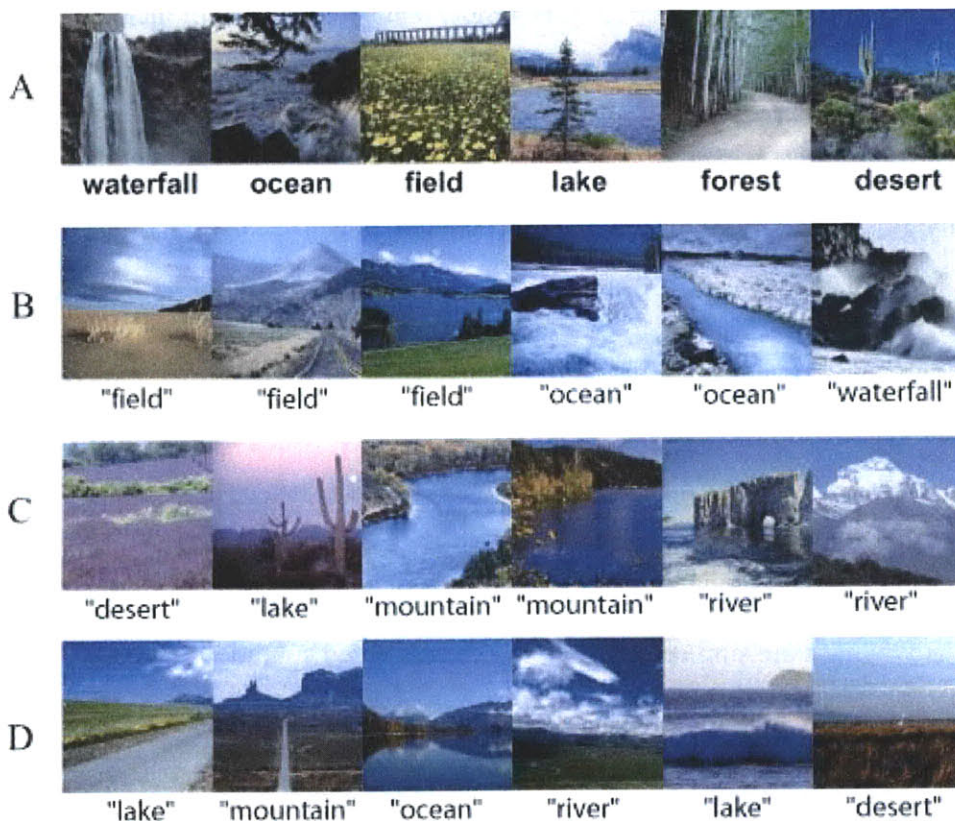 A
waterfall ocean field lake forest desert
B
"field" "field" "field" "ocean" "ocean" "waterfall"
C
"desert" "lake" "mountain" "mountain" "river" "river"
D
"lake" "mountain" "ocean" "river" "lake" "desert"